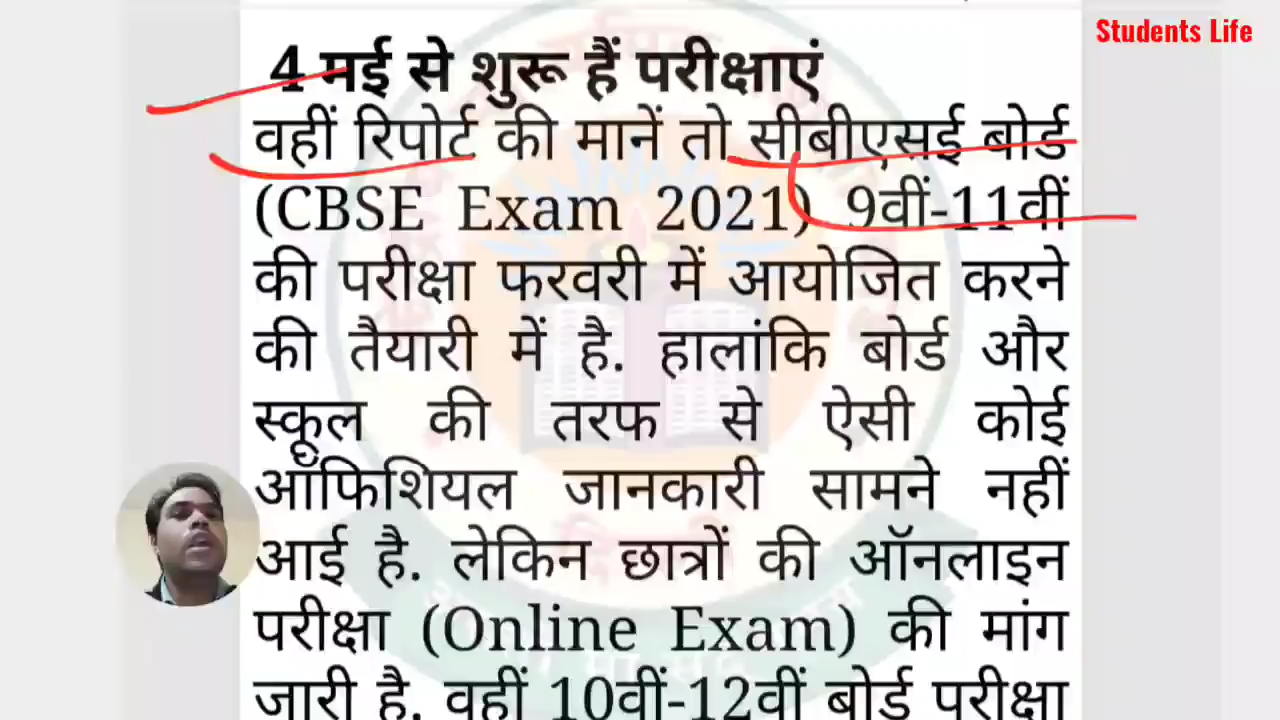 Students Life
4 मई से शुरू हैं परीक्षाएं
वहीं रिपोर्ट की मानें तो सीबीएसई बोर्ड
(CBSE Exam 2021) 9वीं-11वीं
की परीक्षा फरवरी में आयोजित करने
की तैयारी में है. हालांकि बोर्ड और
स्कूल की तरफ से ऐसी कोई
ऑफिशियल जानकारी सामने नहीं
आई है. लेकिन छात्रों की ऑनलाइन
परीक्षा (Online Exam) की मांग
जारी है. वहीं 10वीं-12वीं बोर्ड परीक्षा